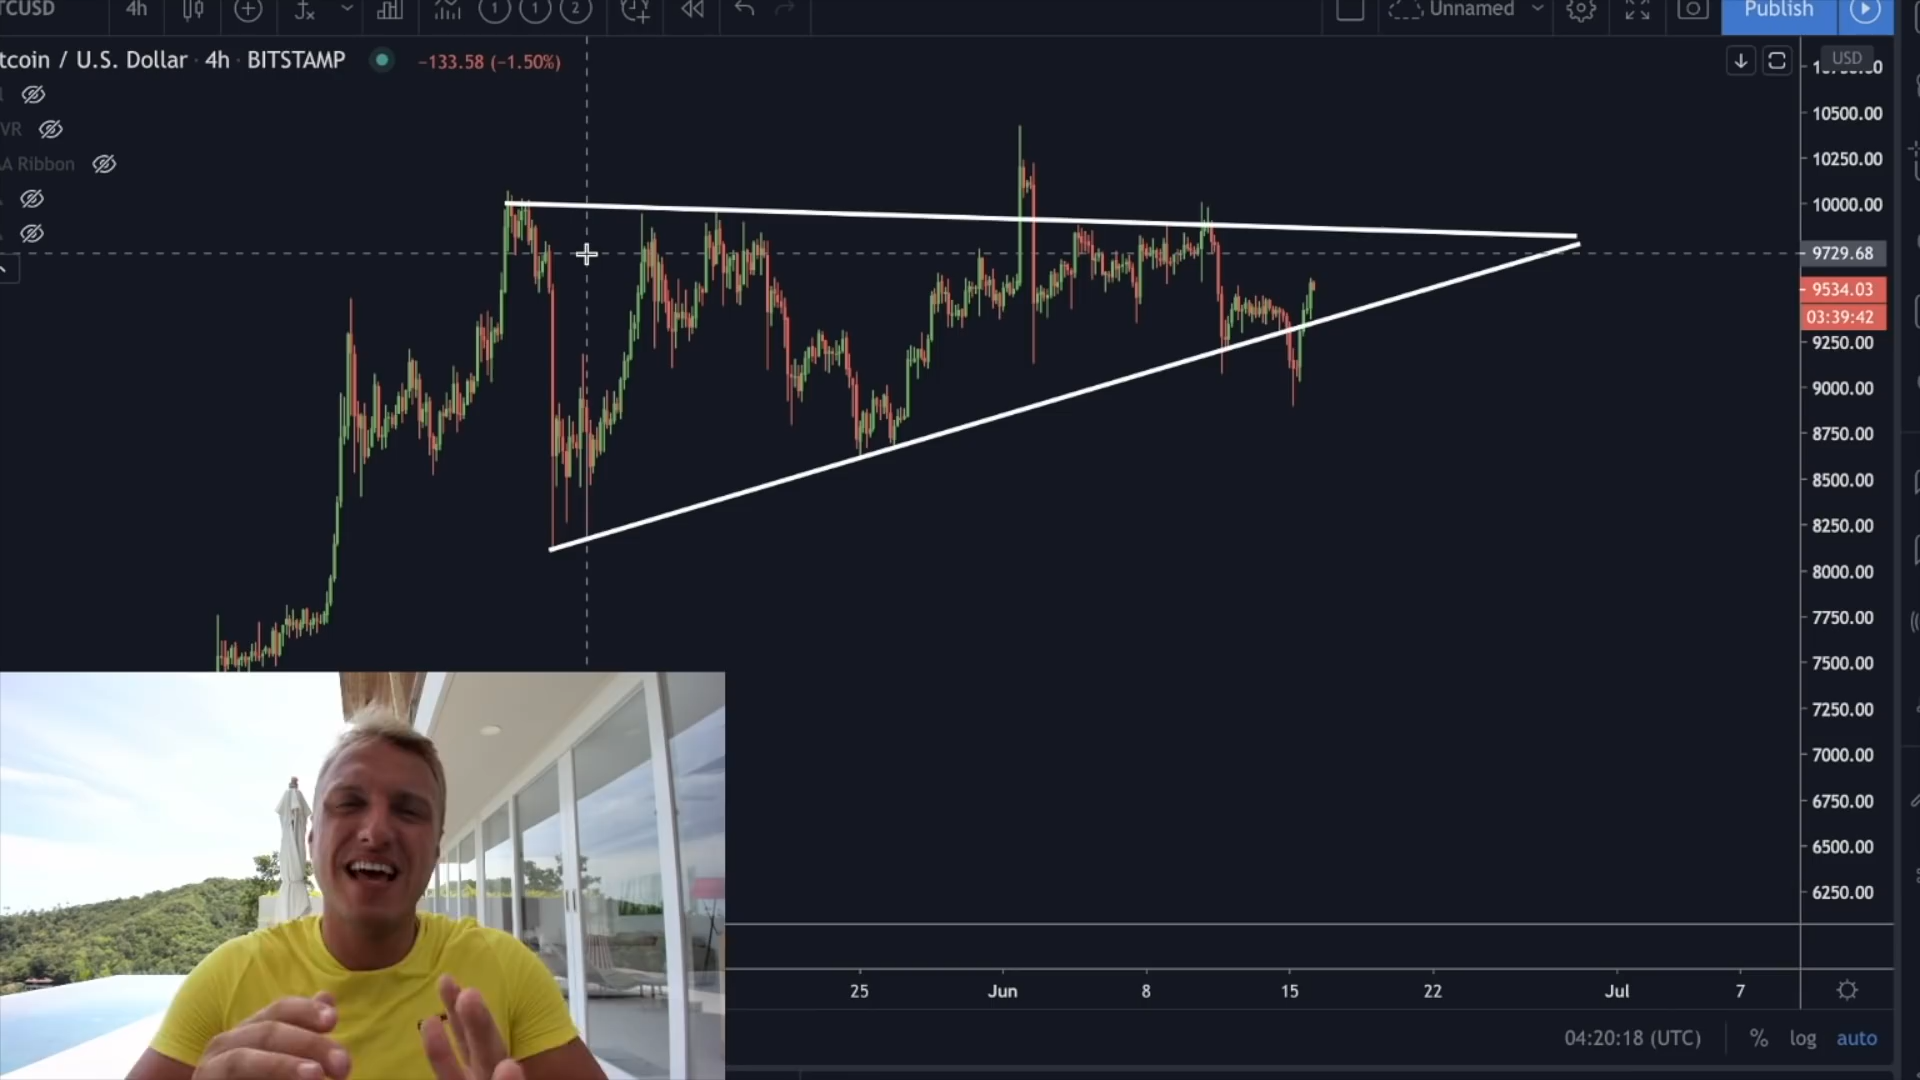 TCUSD 4h 1 1 2 Unnamed Publish
tcoin / U.S. Dollar · 4h · BITSTAMP −133.58 (−1.50%)
USD
VR
A Ribbon
10500.00
10250.00
10000.00
9729.68
9534.03
03:39:42
9250.00
9000.00
8750.00
8500.00
8250.00
8000.00
7750.00
7500.00
7250.00
7000.00
6750.00
6500.00
6250.00
25 Jun 8 15 22 Jul 7
04:20:18 (UTC) % log auto